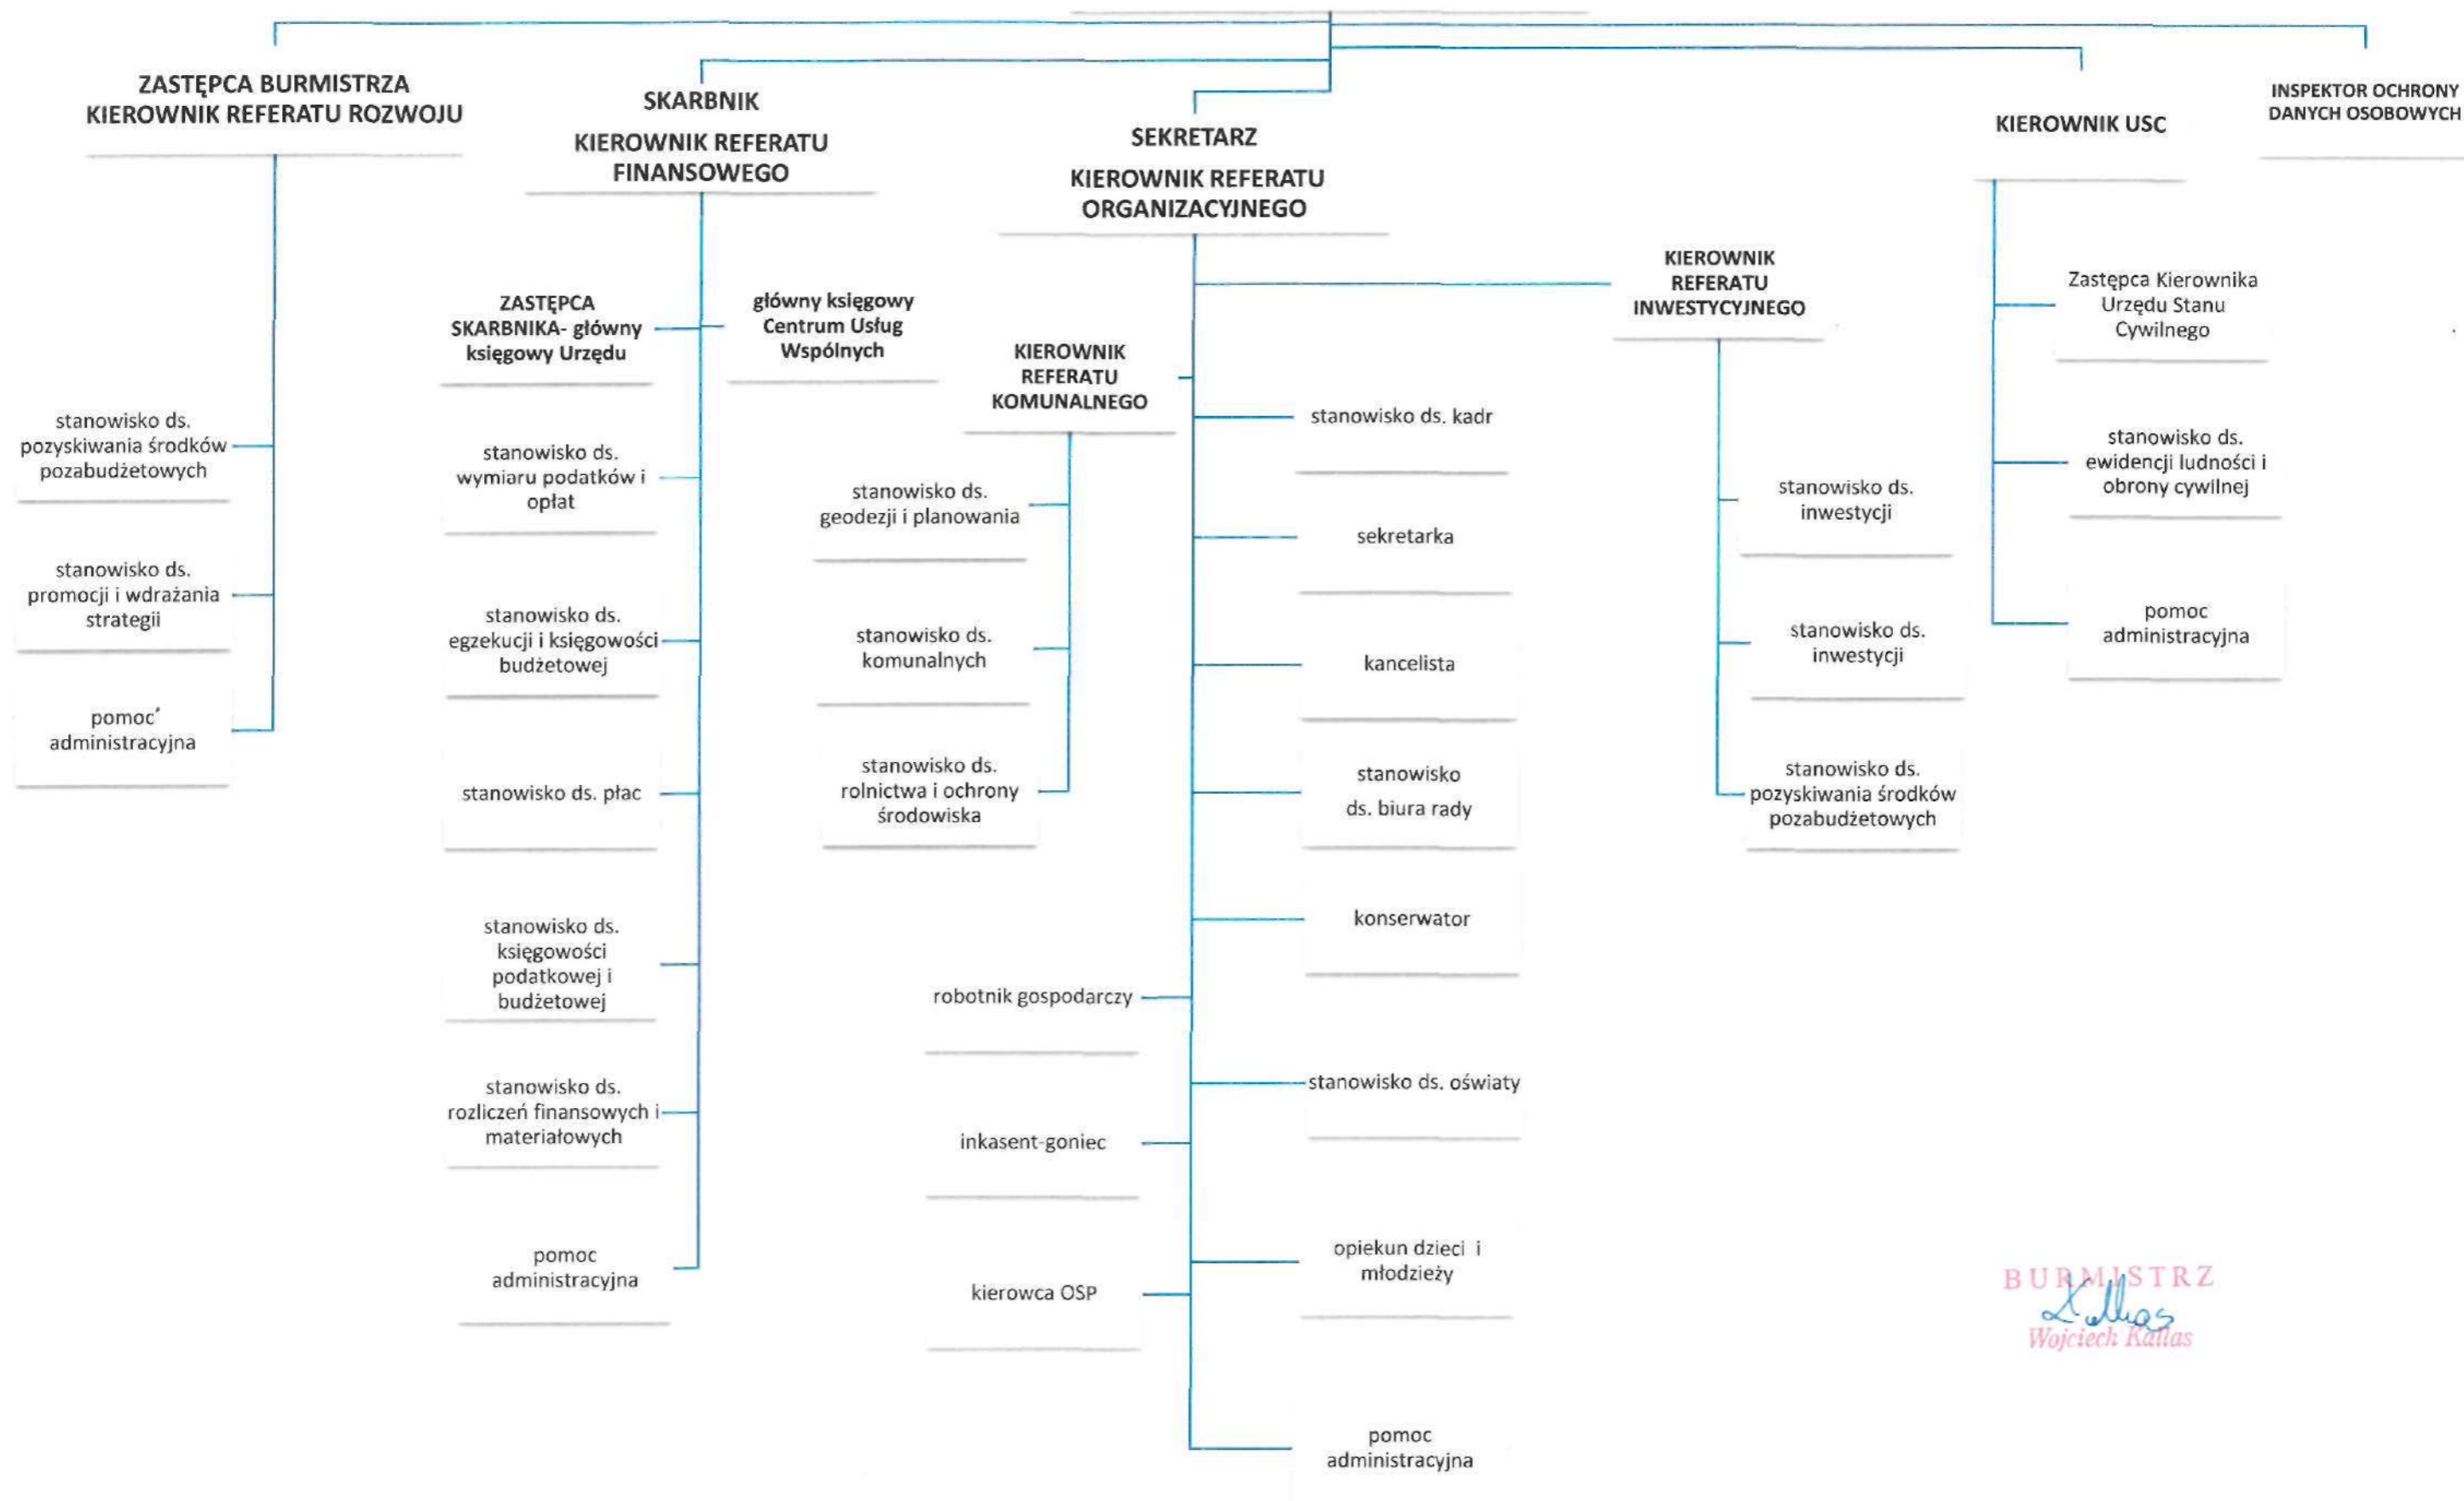 ZASTĘPCA BURMISTRZA
KIEROWNIK REFERATU ROZWOJU
stanowisko ds.
pozyskiwania środków
pozabudżetowych
stanowisko ds.
promocji i wdrażania
strategii
pomoc
administracyjna
SKARBNIK
KIEROWNIK REFERATU
FINANSOWEGO
ZASTĘPCA
SKARBNIKA- główny
księgowy Urzędu
główny księgowy
Centrum Usług
Wspólnych
stanowisko ds.
wymiaru podatków i
opłat
stanowisko ds.
egzekucji i księgowości
budżetowej
stanowisko ds. płac
stanowisko ds.
księgowości
podatkowej i
budżetowej
stanowisko ds.
rozliczeń finansowych i
materiałowych
pomoc
administracyjna
SEKRETARZ
KIEROWNIK REFERATU
ORGANIZACYJNEGO
KIEROWNIK
REFERATU
KOMUNALNEGO
stanowisko ds.
geodezji i planowania
stanowisko ds.
komunalnych
stanowisko ds.
rolnictwa i ochrony
środowiska
robotnik gospodarczy
inkasent-goniec
kierowca OSP
stanowisko ds. kadr
sekretarka
kancelista
stanowisko
ds. biura rady
konserwator
stanowisko ds. oświaty
opiekun dzieci i
młodzieży
pomoc
administracyjna
KIEROWNIK
REFERATU
INWESTYCYJNEGO
stanowisko ds.
inwestycji
stanowisko ds.
inwestycji
stanowisko ds.
pozyskiwania środków
pozabudżetowych
KIEROWNIK USC
Zastępca Kierownika
Urzędu Stanu
Cywilnego
stanowisko ds.
ewidencji ludności i
obrony cywilnej
pomoc
administracyjna
INSPEKTOR OCHRONY
DANYCH OSOBOWYCH
BURMISTRZ
Wojciech Kallas